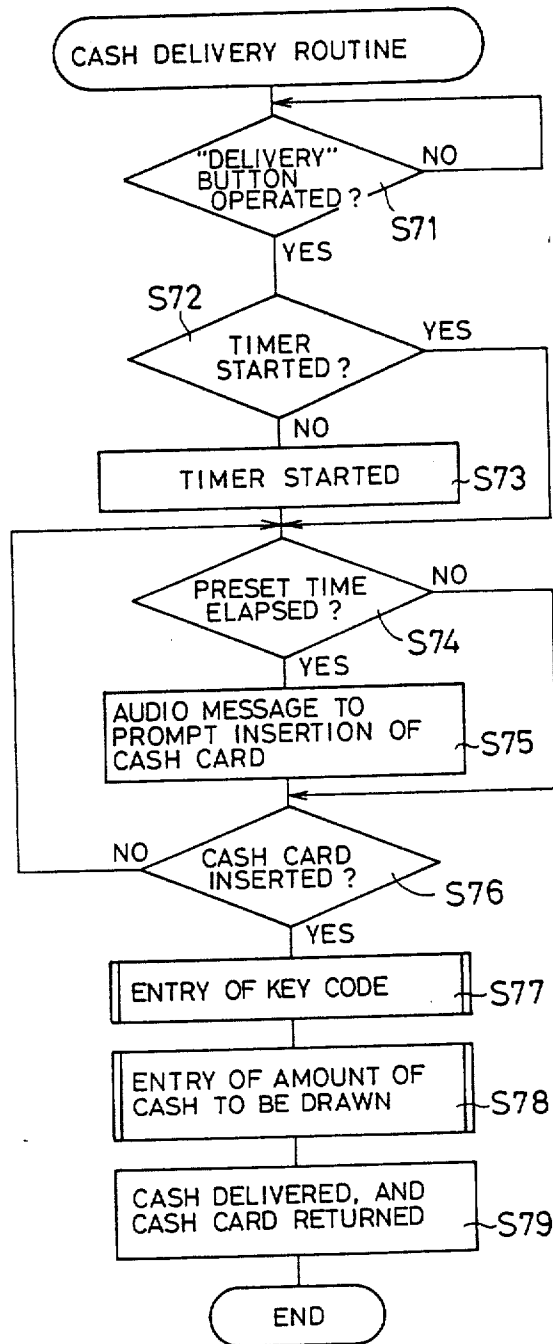 CASH DELIVERY ROUTINE
"DELIVERY"
BUTTON
OPERATED?
NO
S71
YES
S72
TIMER
STARTED?
YES
NO
TIMER STARTED
S73
PRESET TIME
ELAPSED?
NO
S74
YES
AUDIO MESSAGE TO
PROMPT INSERTION OF
CASH CARD
S75
NO
CASH CARD
INSERTED?
S76
YES
ENTRY OF KEY CODE
S77
ENTRY OF AMOUNT OF
CASH TO BE DRAWN
S78
CASH DELIVERED, AND
CASH CARD RETURNED
S79
END